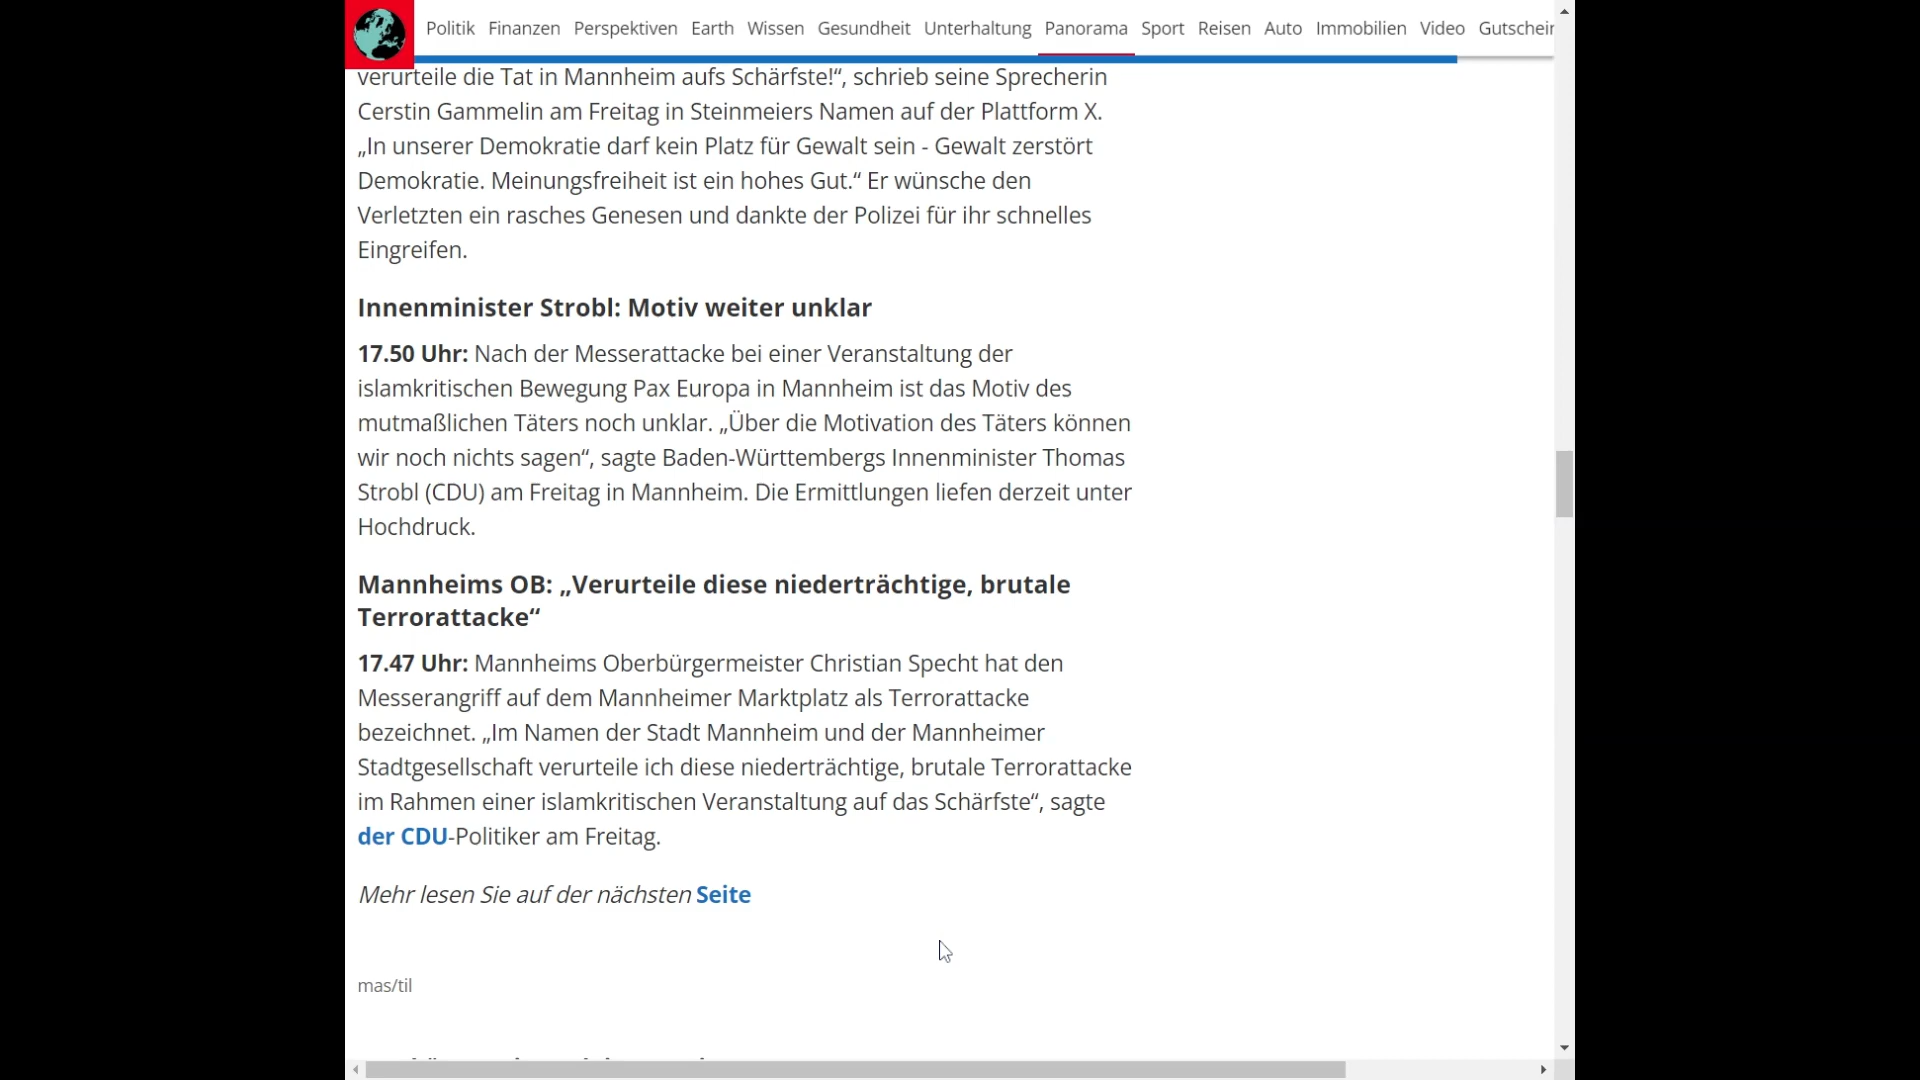 Politik Finanzen Perspektiven Earth Wissen Gesundheit Unterhaltung Panorama Sport Reisen Auto Immobilien Video Gutschein
verurteile die Tat in Mannheim aufs Schärfste!“, schrieb seine Sprecherin
Cerstin Gammelin am Freitag in Steinmeiers Namen auf der Plattform X.
„In unserer Demokratie darf kein Platz für Gewalt sein - Gewalt zerstört
Demokratie. Meinungsfreiheit ist ein hohes Gut.“ Er wünsche den
Verletzten ein rasches Genesen und dankte der Polizei für ihr schnelles
Eingreifen.
Innenminister Strobl: Motiv weiter unklar
17.50 Uhr: Nach der Messerattacke bei einer Veranstaltung der
islamkritischen Bewegung Pax Europa in Mannheim ist das Motiv des
mutmaßlichen Täters noch unklar. „Über die Motivation des Täters können
wir noch nichts sagen“, sagte Baden-Württembergs Innenminister Thomas
Strobl (CDU) am Freitag in Mannheim. Die Ermittlungen liefen derzeit unter
Hochdruck.
Mannheims OB: „Verurteile diese niederträchtige, brutale
Terrorattacke“
17.47 Uhr: Mannheims Oberbürgermeister Christian Specht hat den
Messerangriff auf dem Mannheimer Marktplatz als Terrorattacke
bezeichnet. „Im Namen der Stadt Mannheim und der Mannheimer
Stadtgesellschaft verurteile ich diese niederträchtige, brutale Terrorattacke
im Rahmen einer islamkritischen Veranstaltung auf das Schärfste“, sagte
der CDU-Politiker am Freitag.
Mehr lesen Sie auf der nächsten Seite
mas/til